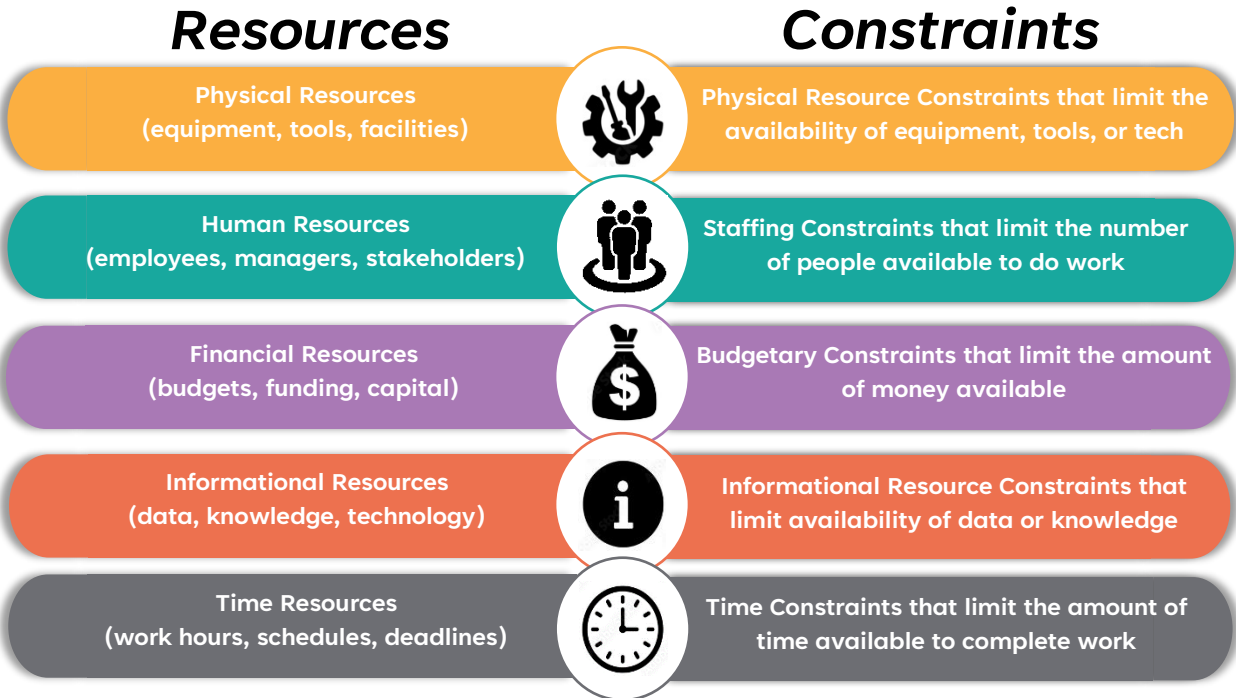 Resources
Constraints
Physical Resources
(equipment, tools, facilities)
Physical Resource Constraints that limit the
availability of equipment, tools, or tech
Human Resources
(employees, managers, stakeholders)
Staffing Constraints that limit the number
of people available to do work
Financial Resources
(budgets, funding, capital)
$
Budgetary Constraints that limit the amount
of money available
Informational Resources
(data, knowledge, technology)
i
Informational Resource Constraints that
limit availability of data or knowledge
Time Resources
(work hours, schedules, deadlines)
Time Constraints that limit the amount of
time available to complete work